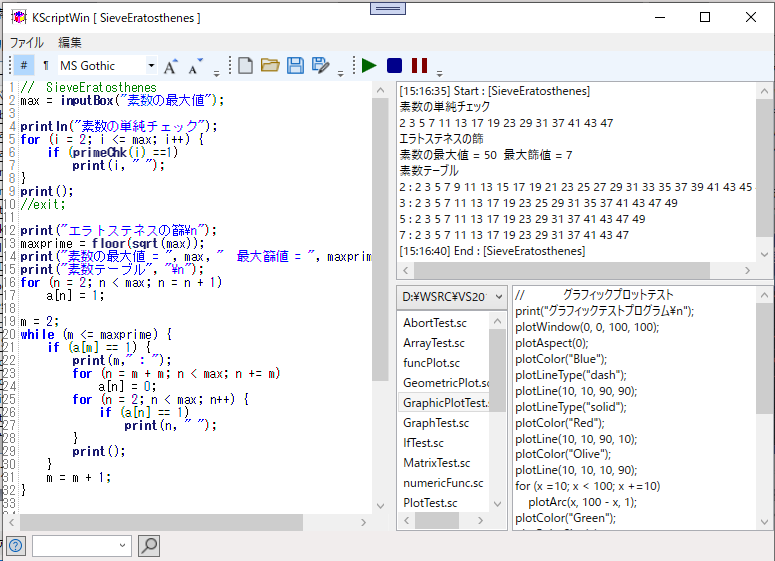 KScriptWin [ SieveEratosthenes ]
ファイル 編集
# ¶ MS Gothic A A
1 // SieveEratosthenes
2 max = inputBox("素数の最大値");
3
4 println("素数の単純チェック");
5 for (i = 2; i <= max; i++) {
6 if (primeChk(i) ==1)
7 print(i, " ");
8 }
9 print();
10 //exit;
11
12 print("エラトステネスの篩¥n");
13 maxprime = floor(sqrt(max));
14 print("素数の最大値 = ", max, " 最大篩値 = ", maxprim
15 print("素数テーブル", "¥n");
16 for (n = 2; n < max; n = n + 1)
17 a[n] = 1;
18
19 m = 2;
20 while (m <= maxprime) {
21 if (a[m] == 1) {
22 print(m," : ");
23 for (n = m + m; n < max; n += m)
24 a[n] = 0;
25 for (n = 2; n < max; n++) {
26 if (a[n] == 1)
27 print(n, " ");
28 }
29 print();
30 }
31 m = m + 1;
32 }
33
[15:16:35] Start : [SieveEratosthenes]
素数の単純チェック
2 3 5 7 11 13 17 19 23 29 31 37 41 43 47
エラトステネスの篩
素数の最大値 = 50 最大篩値 = 7
素数テーブル
2 : 2 3 5 7 9 11 13 15 17 19 21 23 25 27 29 31 33 35 37 39 41 43 45
3 : 2 3 5 7 11 13 17 19 23 25 29 31 35 37 41 43 47 49
5 : 2 3 5 7 11 13 17 19 23 29 31 37 41 43 47 49
7 : 2 3 5 7 11 13 17 19 23 29 31 37 41 43 47
[15:16:40] End : [SieveEratosthenes]
D:¥WSRC¥VS20
AbortTest.sc
ArrayTest.sc
funcPlot.sc
GeometricPlot.sc
GraphicPlotTest.
GraphTest.sc
IfTest.sc
MatrixTest.sc
numericFunc.sc
PlotTest.sc
// グラフィックプロットテスト
print("グラフィックテストプログラム¥n");
plotWindow(0, 0, 100, 100);
plotAspect(0);
plotColor("Blue");
plotLineType("dash");
plotLine(10, 10, 90, 90);
plotLineType("solid");
plotColor("Red");
plotLine(10, 10, 90, 10);
plotColor("Olive");
plotLine(10, 10, 10, 90);
for (x =10; x < 100; x +=10)
plotArc(x, 100 - x, 1);
plotColor("Green");
?